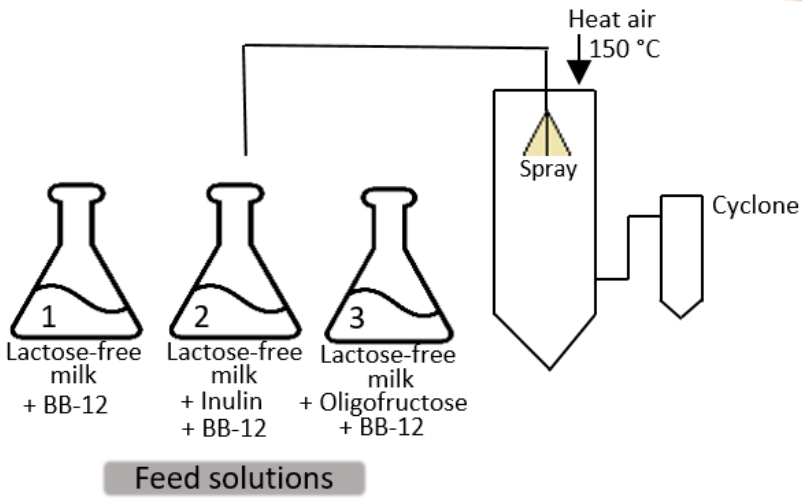 Heat air
150 °C
Spray
Cyclone
1
2
3
Lactose-free
milk
+ BB-12
Lactose-free
milk
+ Inulin
+ BB-12
Lactose-free
milk
+ Oligofructose
+ BB-12
Feed solutions